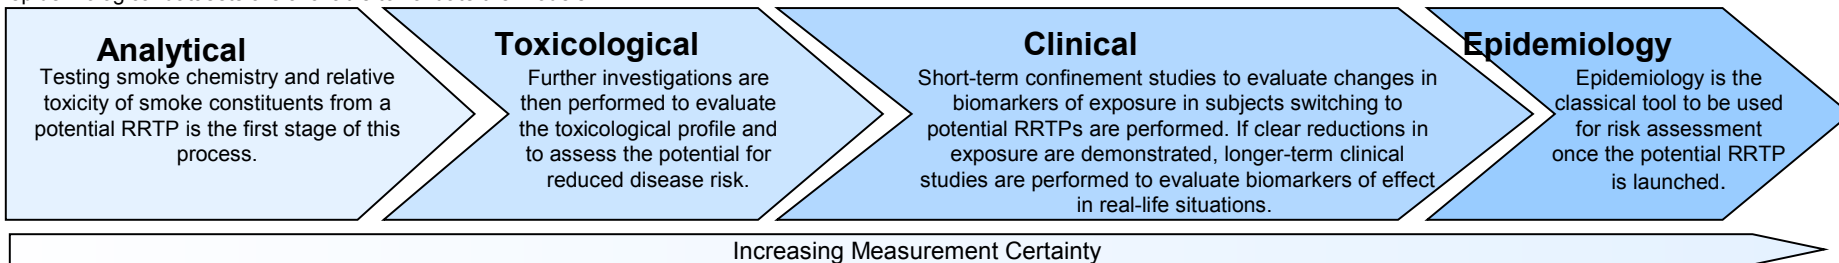 Analytical
Testing smoke chemistry and relative
toxicity of smoke constituents from a
potential RRTP is the first stage of this
process.
Toxicological
Further investigations are
then performed to evaluate
the toxicological profile and
to assess the potential for
reduced disease risk.
Clinical
Short-term confinement studies to evaluate changes in
biomarkers of exposure in subjects switching to
potential RRTPs are performed. If clear reductions in
exposure are demonstrated, longer-term clinical
studies are performed to evaluate biomarkers of effect
in real-life situations.
Epidemiology
Epidemiology is the
classical tool to be used
for risk assessment
once the potential RRTP
is launched.
Increasing Measurement Certainty